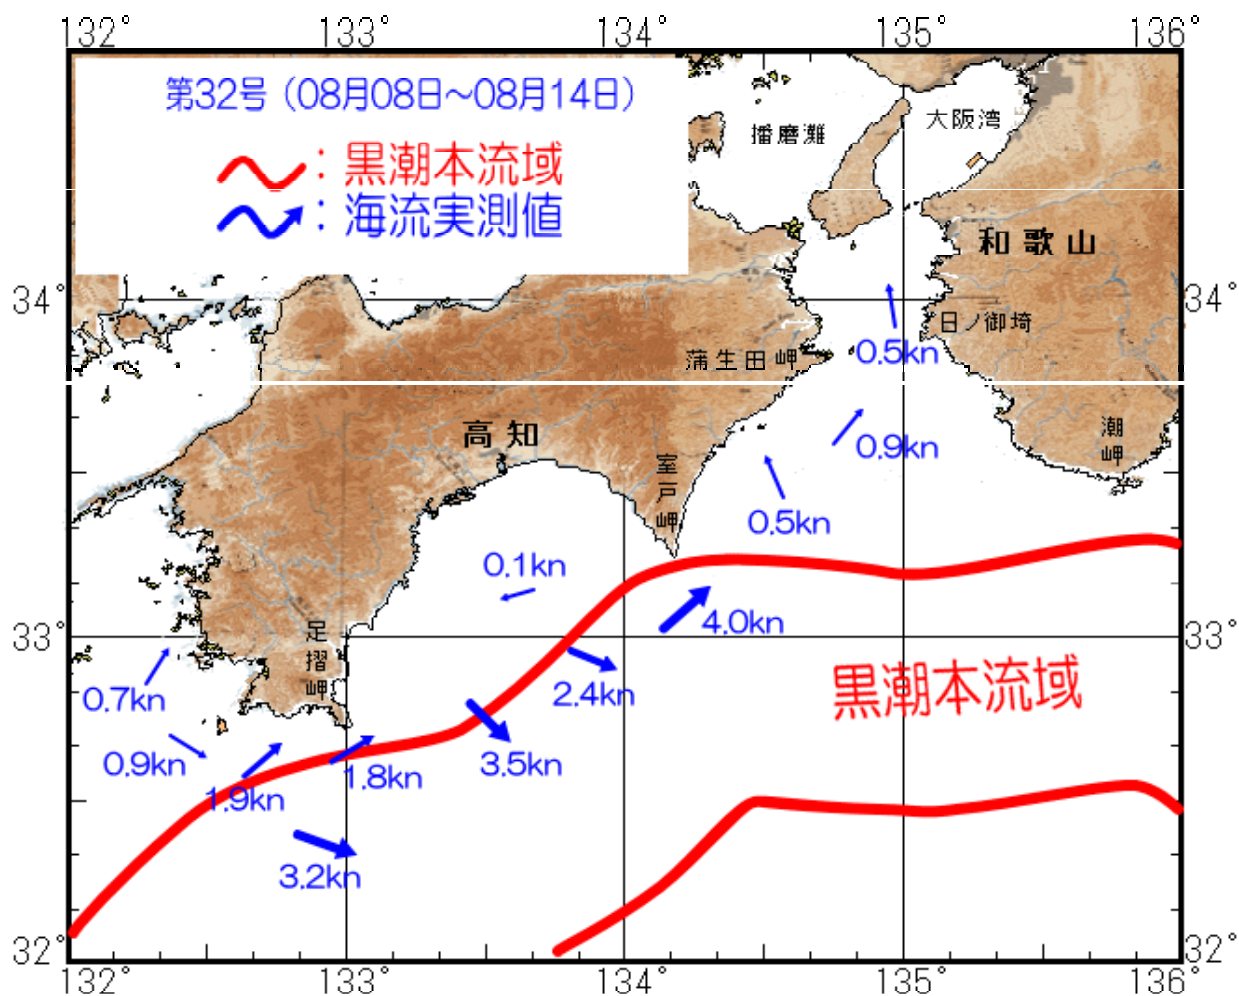 132° 133° 134° 135° 136°
第32号（08月08日～08月14日）
：黒潮本流域
：海流実測値
播磨灘
大阪湾
和歌山
34° 34°
日ノ御埼
蒲生田岬
0.5kn
高知
0.9kn
潮岬
室戸岬
0.5kn
0.1kn
4.0kn
33° 33°
足摺岬
0.7kn
2.4kn
黒潮本流域
0.9kn
3.5kn
1.8kn
1.9kn
3.2kn
32° 32°
132° 133° 134° 135° 136°